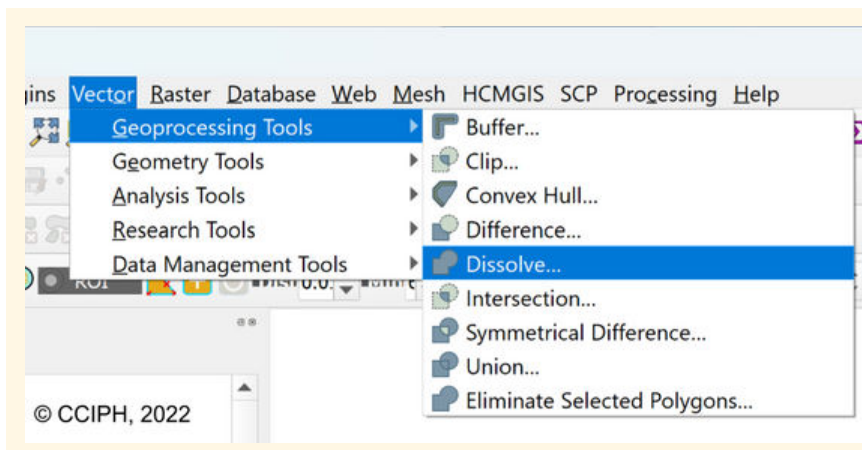 gins Vector Raster Database Web Mesh HCMGIS SCP Processing Help
Geoprocessing Tools
Geometry Tools
Analysis Tools
Research Tools
Data Management Tools
Buffer...
Clip...
Convex Hull...
Difference...
Dissolve...
Intersection...
Symmetrical Difference...
Union...
Eliminate Selected Polygons...
ROI
© CCIPH, 2022